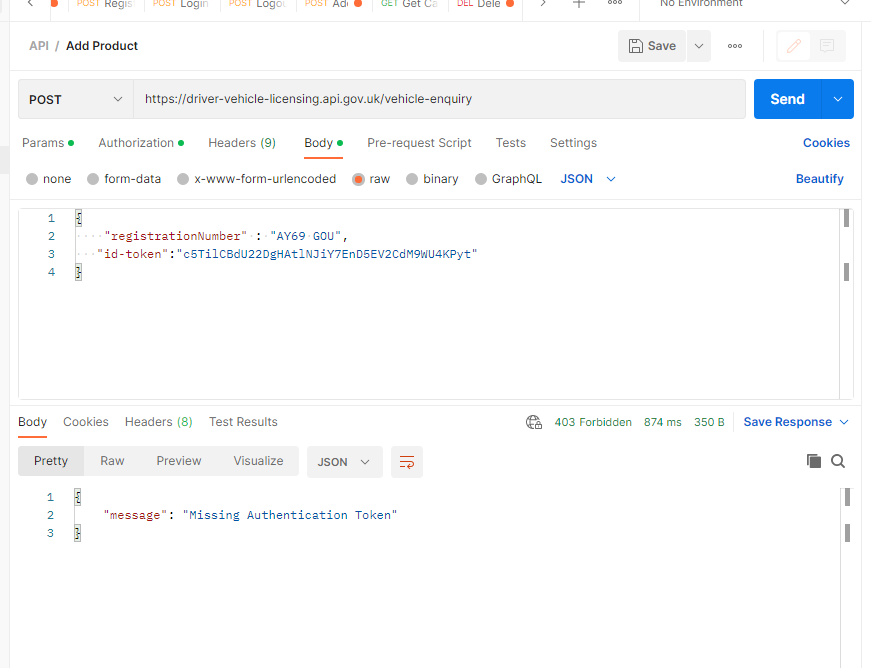 POST Regis POST Login POST Logou POST Add GET Get Ca DEL Dele No Environment
API / Add Product Save
POST https://driver-vehicle-licensing.api.gov.uk/vehicle-enquiry Send
Params Authorization Headers (9) Body Pre-request Script Tests Settings Cookies
none form-data x-www-form-urlencoded raw binary GraphQL JSON Beautify
1 {
2 "registrationNumber" : "AY69 GOU",
3 "id-token":"c5TilCBdU22DgHAtlNJiY7EnD5EV2CdM9WU4KPyt"
4 }
Body Cookies Headers (8) Test Results 403 Forbidden 874 ms 350 B Save Response
Pretty Raw Preview Visualize JSON
1 {
2 "message": "Missing Authentication Token"
3 }